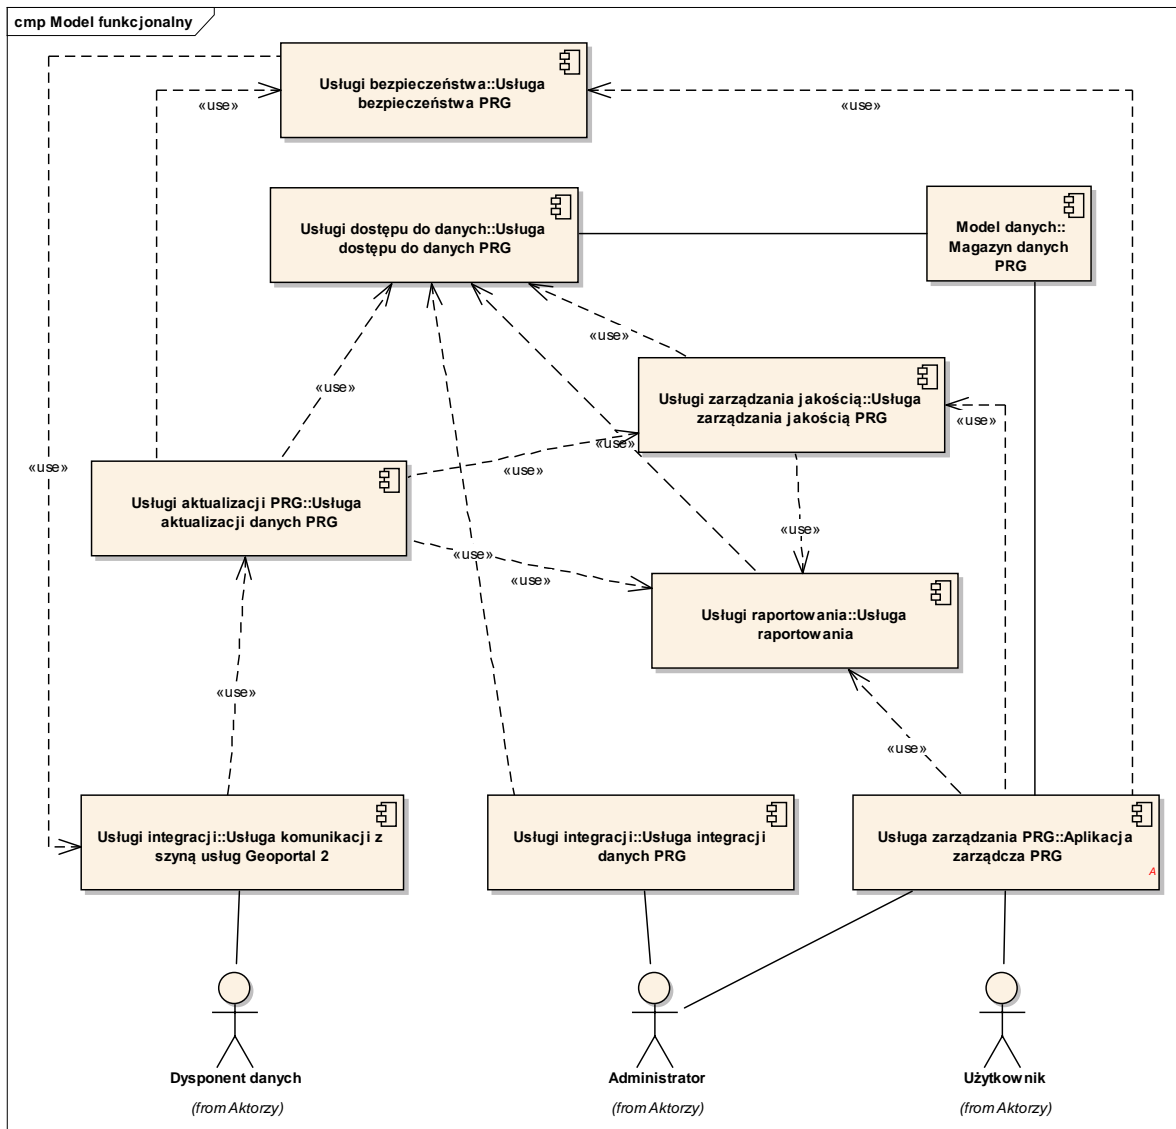 cmp Model funkcjonalny
Usługi bezpieczeństwa::Usługa
bezpieczeństwa PRG
«use»
«use»
Usługi dostępu do danych::Usługa
dostępu do danych PRG
Model danych::
Magazyn danych
PRG
«use»
«use»
Usługi zarządzania jakością::Usługa
zarządzania jakością PRG
«use»
«use»
«use»
«use»
Usługi aktualizacji PRG::Usługa
aktualizacji danych PRG
«use»
«use»
«use»
Usługi raportowania::Usługa
raportowania
«use»
«use»
Usługi integracji::Usługa komunikacji z
szyną usług Geoportal 2
Usługi integracji::Usługa integracji
danych PRG
Usługa zarządzania PRG::Aplikacja
zarządcza PRG
A
Dysponent danych
(from Aktorzy)
Administrator
(from Aktorzy)
Użytkownik
(from Aktorzy)